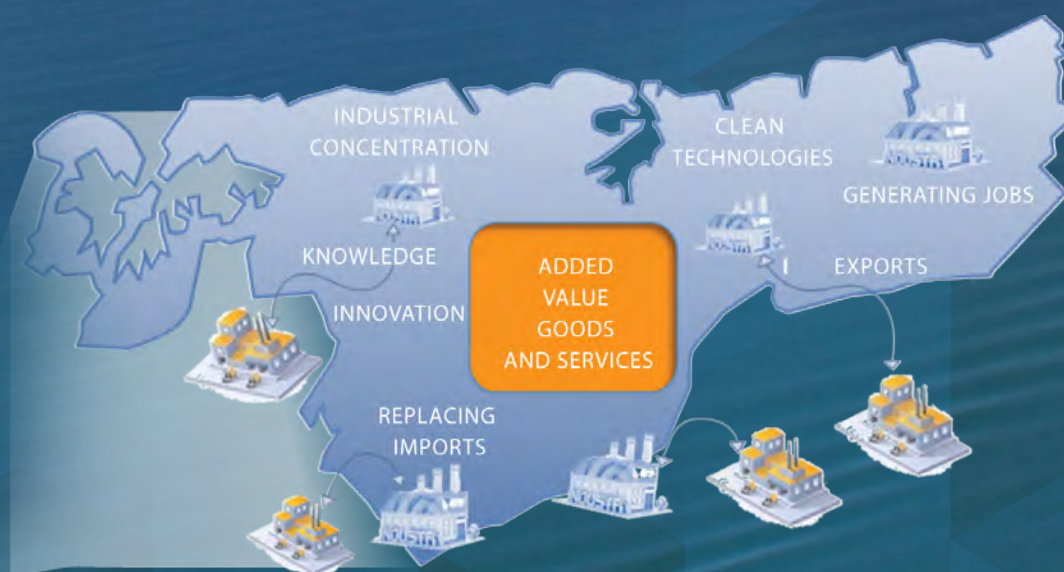 INDUSTRIAL
CONCENTRATION
CLEAN
TECHNOLOGIES
GENERATING JOBS
KNOWLEDGE
INNOVATION
ADDED
VALUE
GOODS
AND SERVICES
EXPORTS
REPLACING
IMPORTS